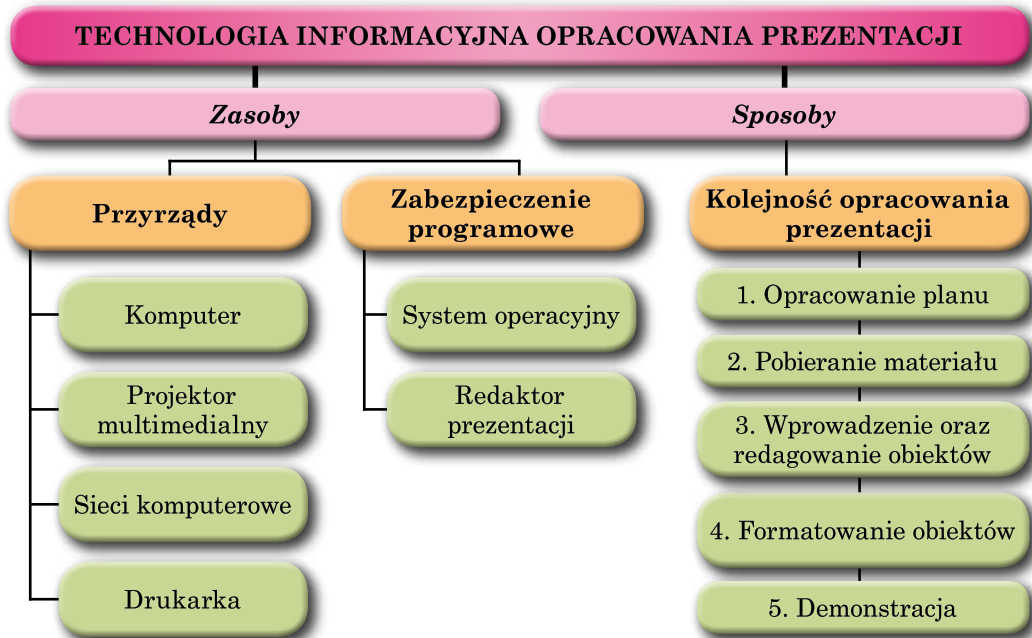 TECHNOLOGIA INFORMACYJNA OPRACOWANIA PREZENTACJI
Zasoby
Sposoby
Przyrządy
Zabezpieczenie
programowe
Kolejność opracowania
prezentacji
Komputer
Projektor
multimedialny
Sieci komputerowe
Drukarka
System operacyjny
Redaktor
prezentacji
1. Opracowanie planu
2. Pobieranie materiału
3. Wprowadzenie oraz
redagowanie obiektów
4. Formatowanie obiektów
5. Demonstracja